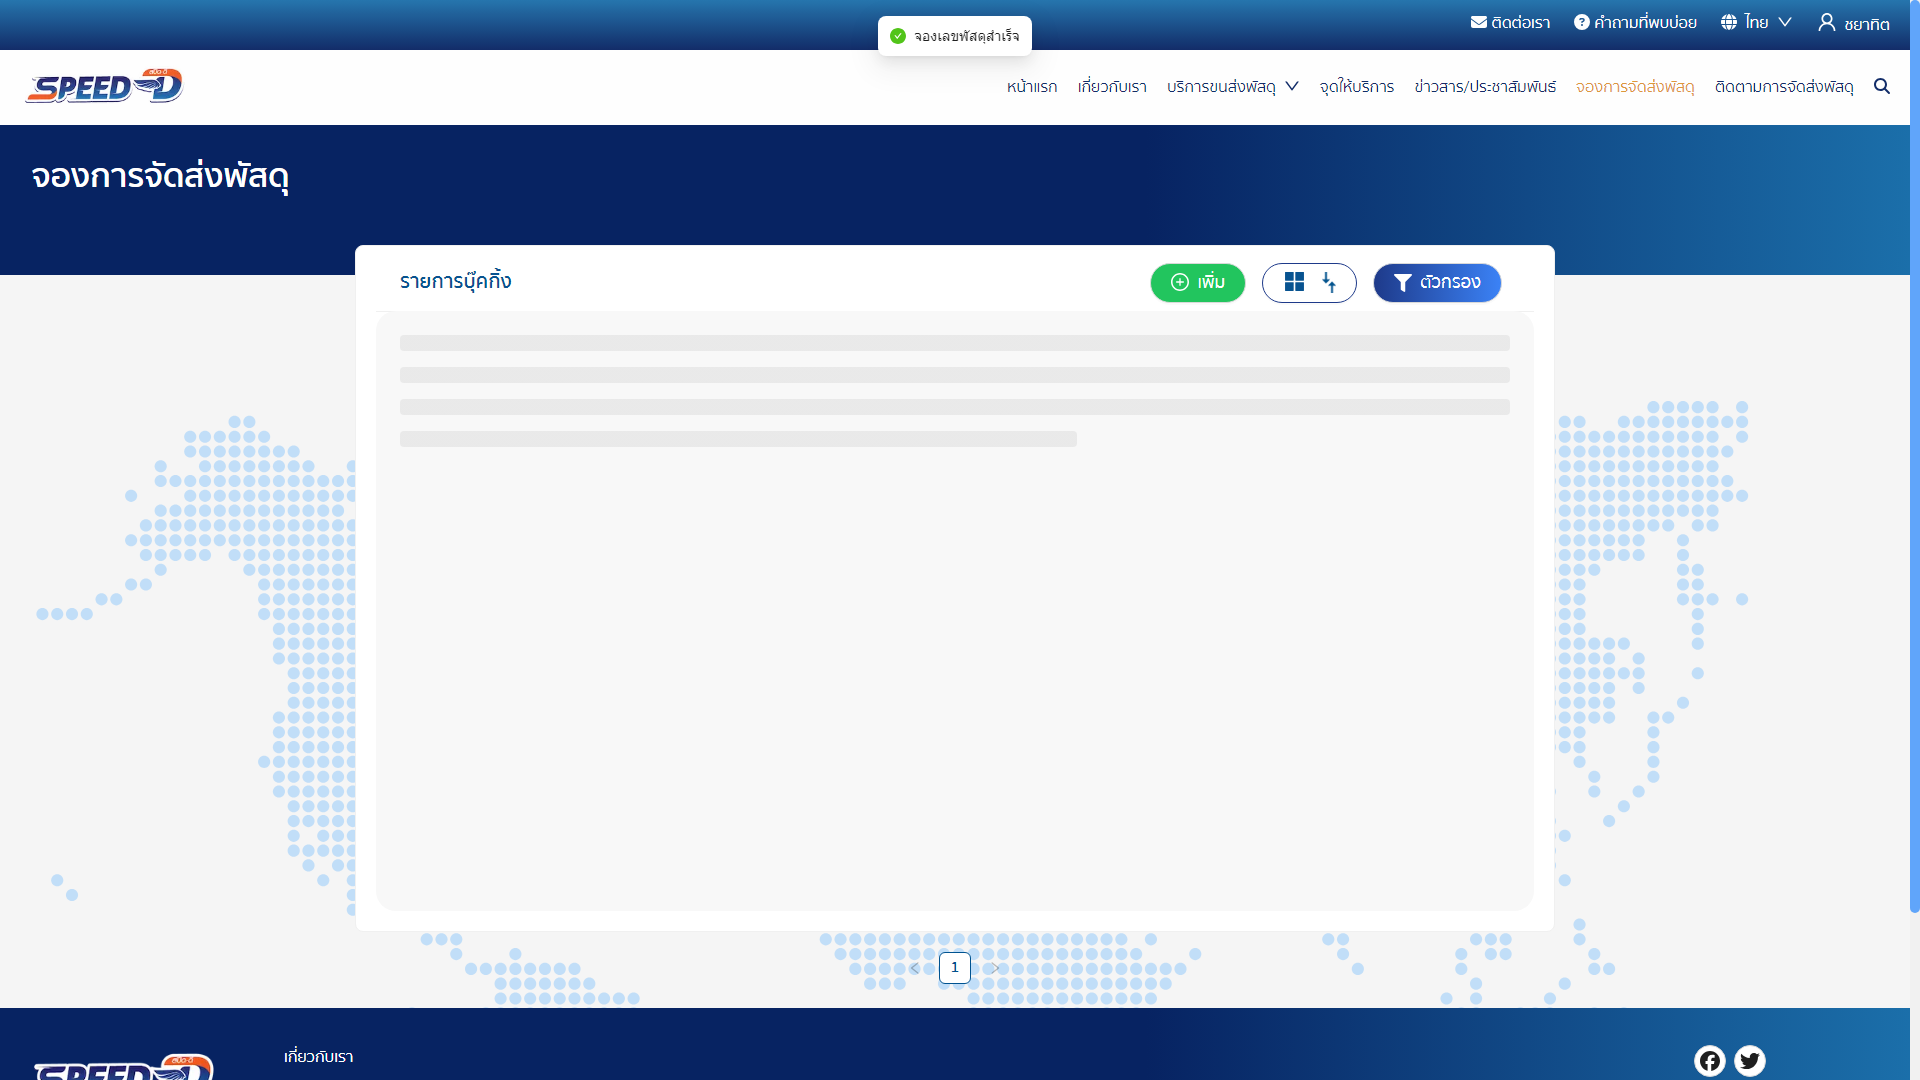 ติดต่อเรา คำถามที่พบบ่อย ไทย ชยาทิต
จองเลขพัสดุสำเร็จ
สปีด-ดี
SPEED-D
หน้าแรก เกี่ยวกับเรา บริการขนส่งพัสดุ จุดให้บริการ ข่าวสาร/ประชาสัมพันธ์ จองการจัดส่งพัสดุ ติดตามการจัดส่งพัสดุ
จองการจัดส่งพัสดุ
รายการบุ๊คกิ้ง
เพิ่ม
ตัวกรอง
1
สปีด-ดี
SPEED-D
เกี่ยวกับเรา